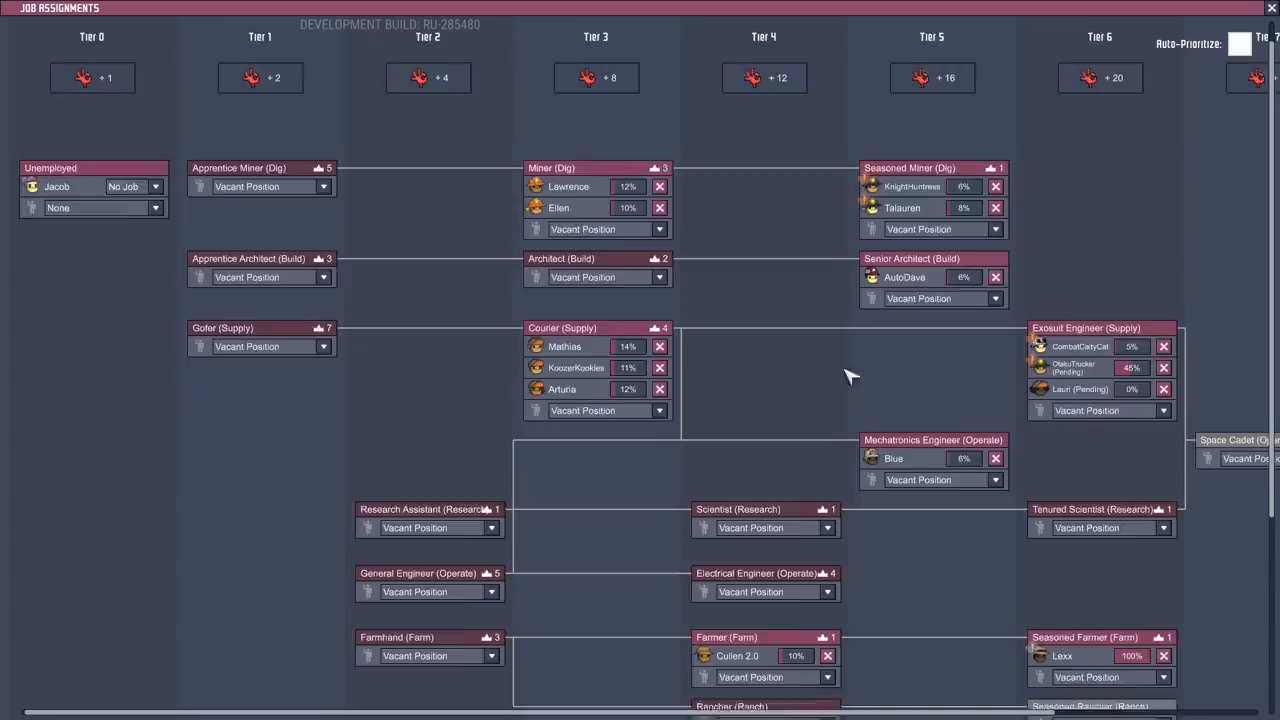 JOB ASSIGNMENTS
DEVELOPMENT BUILD: RU-285480
Tier 0
Tier 1
Tier 2
Tier 3
Tier 4
Tier 5
Tier 6
Auto-Prioritize:
+ 1
+ 2
+ 4
+ 8
+ 12
+ 16
+ 20
Unemployed
Jacob No Job
None
Apprentice Miner (Dig) 5
Vacant Position
Miner (Dig) 3
Lawrence 12%
Ellen 10%
Vacant Position
Seasoned Miner (Dig) 1
KnightHuntress 6%
Talauren 8%
Vacant Position
Apprentice Architect (Build) 3
Vacant Position
Architect (Build) 2
Vacant Position
Senior Architect (Build)
AutoDave 6%
Vacant Position
Gofer (Supply) 7
Vacant Position
Courier (Supply) 4
Mathias 14%
KoozerKookies 11%
Arturia 12%
Vacant Position
Exosuit Engineer (Supply)
CombatCaityCat 5%
OtakuTrucker (Pending) 45%
Lauri (Pending) 0%
Vacant Position
Mechatronics Engineer (Operate)
Blue 6%
Vacant Position
Space Cadet (Ope
Vacant Posi
Research Assistant (Research 1
Vacant Position
Scientist (Research) 1
Vacant Position
Tenured Scientist (Research) 1
Vacant Position
General Engineer (Operate) 5
Vacant Position
Electrical Engineer (Operate) 4
Vacant Position
Farmhand (Farm) 3
Vacant Position
Farmer (Farm) 1
Cullen 2.0 10%
Vacant Position
Seasoned Farmer (Farm) 1
Lexx 100%
Vacant Position
Rancher (Ranch)
Seasoned Rancher (Ranch)